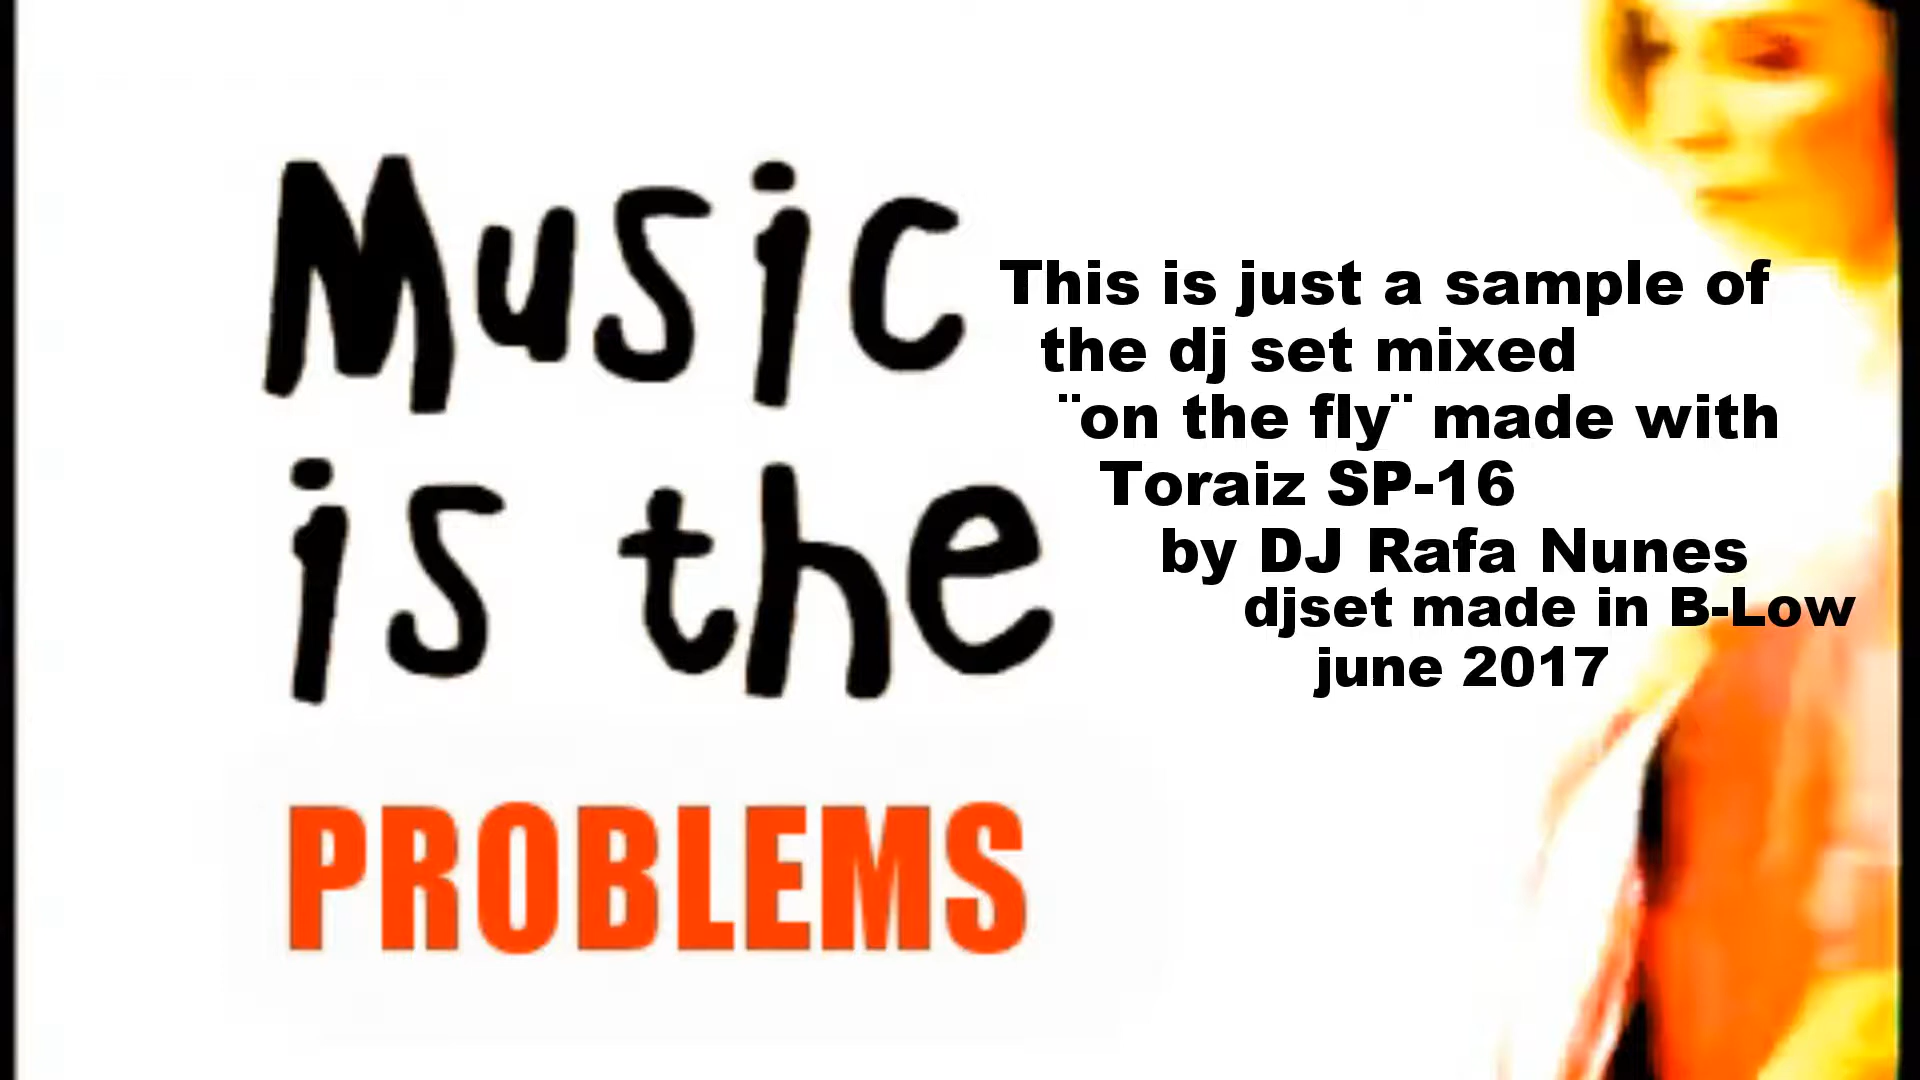 Music
is the
PROBLEMS
This is just a sample of
the dj set mixed
¨on the fly¨ made with
Toraiz SP-16
by DJ Rafa Nunes
djset made in B-Low
june 2017